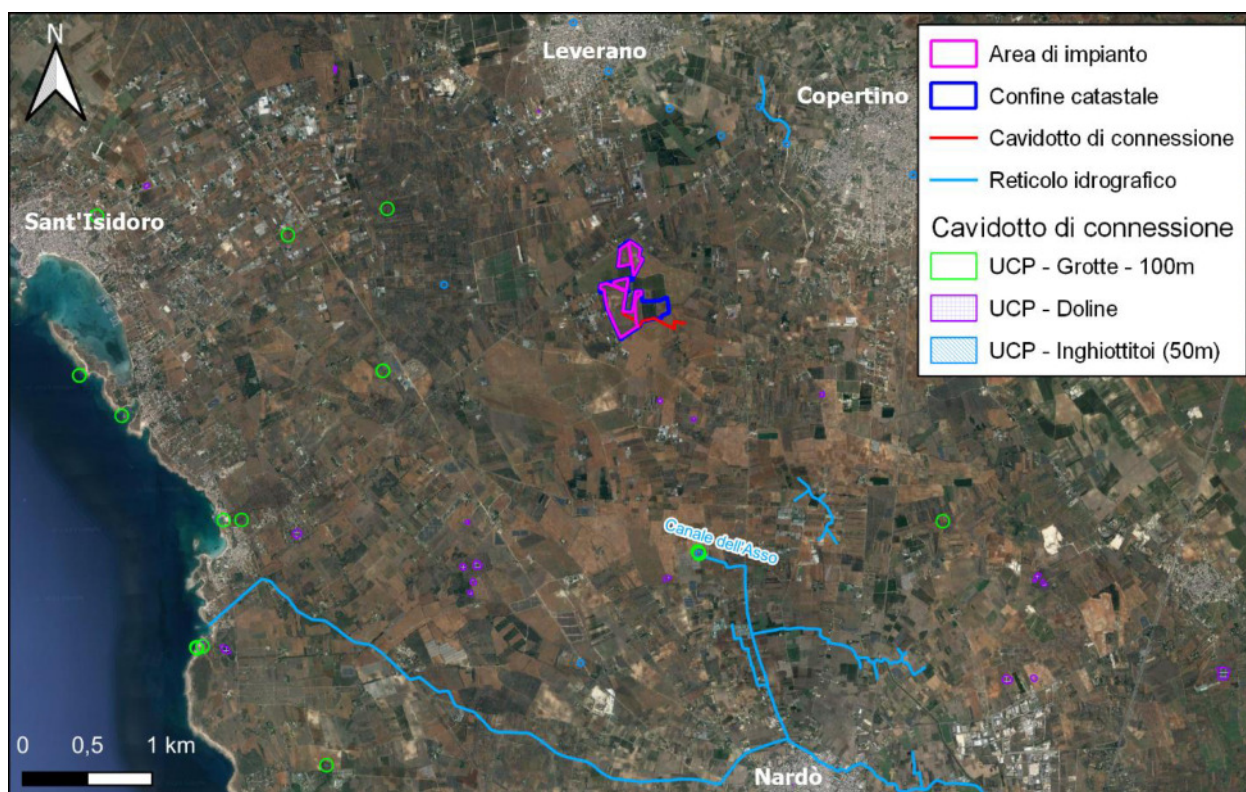 N
Leverano
Copertino
Sant'Isidoro
Area di impianto
Confine catastale
Cavidotto di connessione
Reticolo idrografico
Cavidotto di connessione
UCP - Grotte - 100m
UCP - Doline
UCP - Inghiottitoi (50m)
Canale dell'Asso
0 0,5 1 km
Nardò